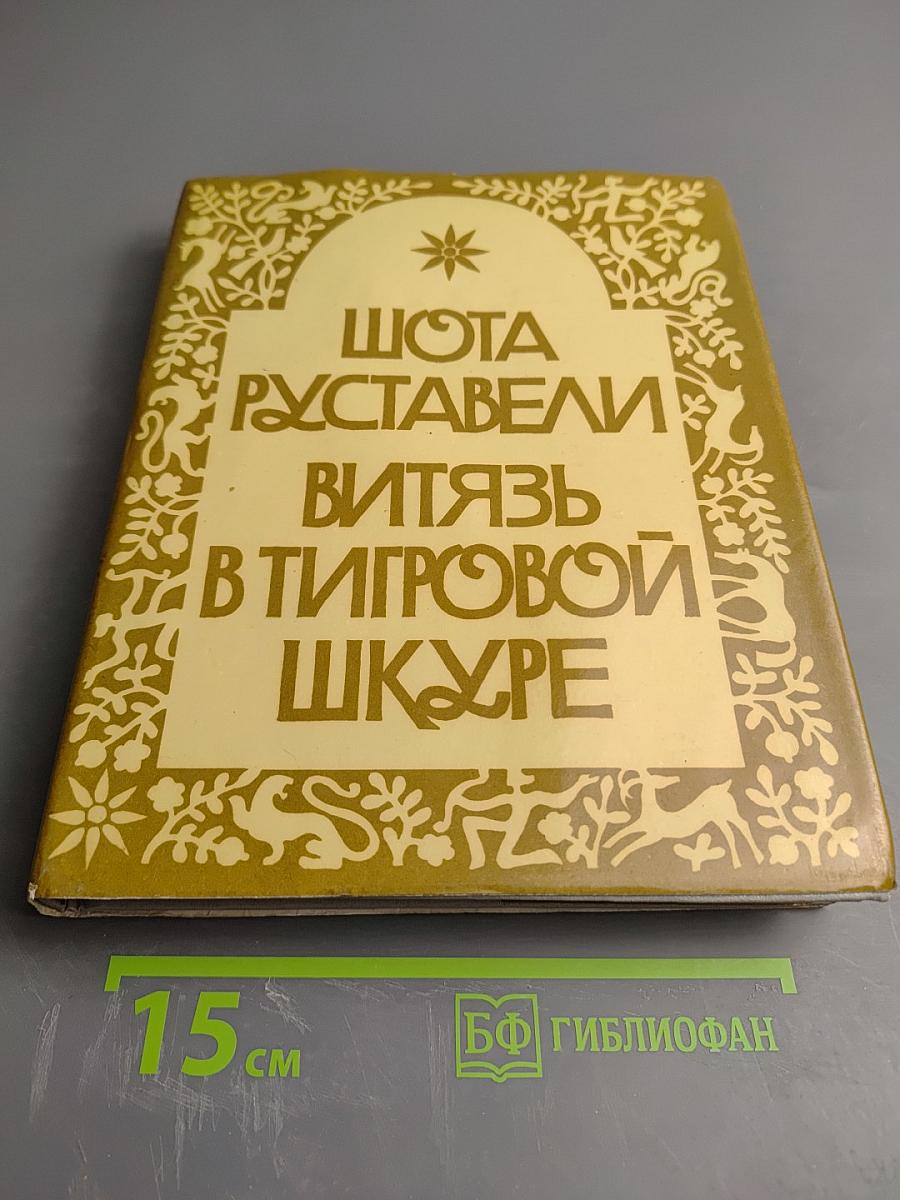 ШОТА
РУСТАВЕЛИ
ВИТЯЗЬ
В ТИГРОВОЙ
ШКУРЕ
15 см
БФ ГИБЛИОФАН